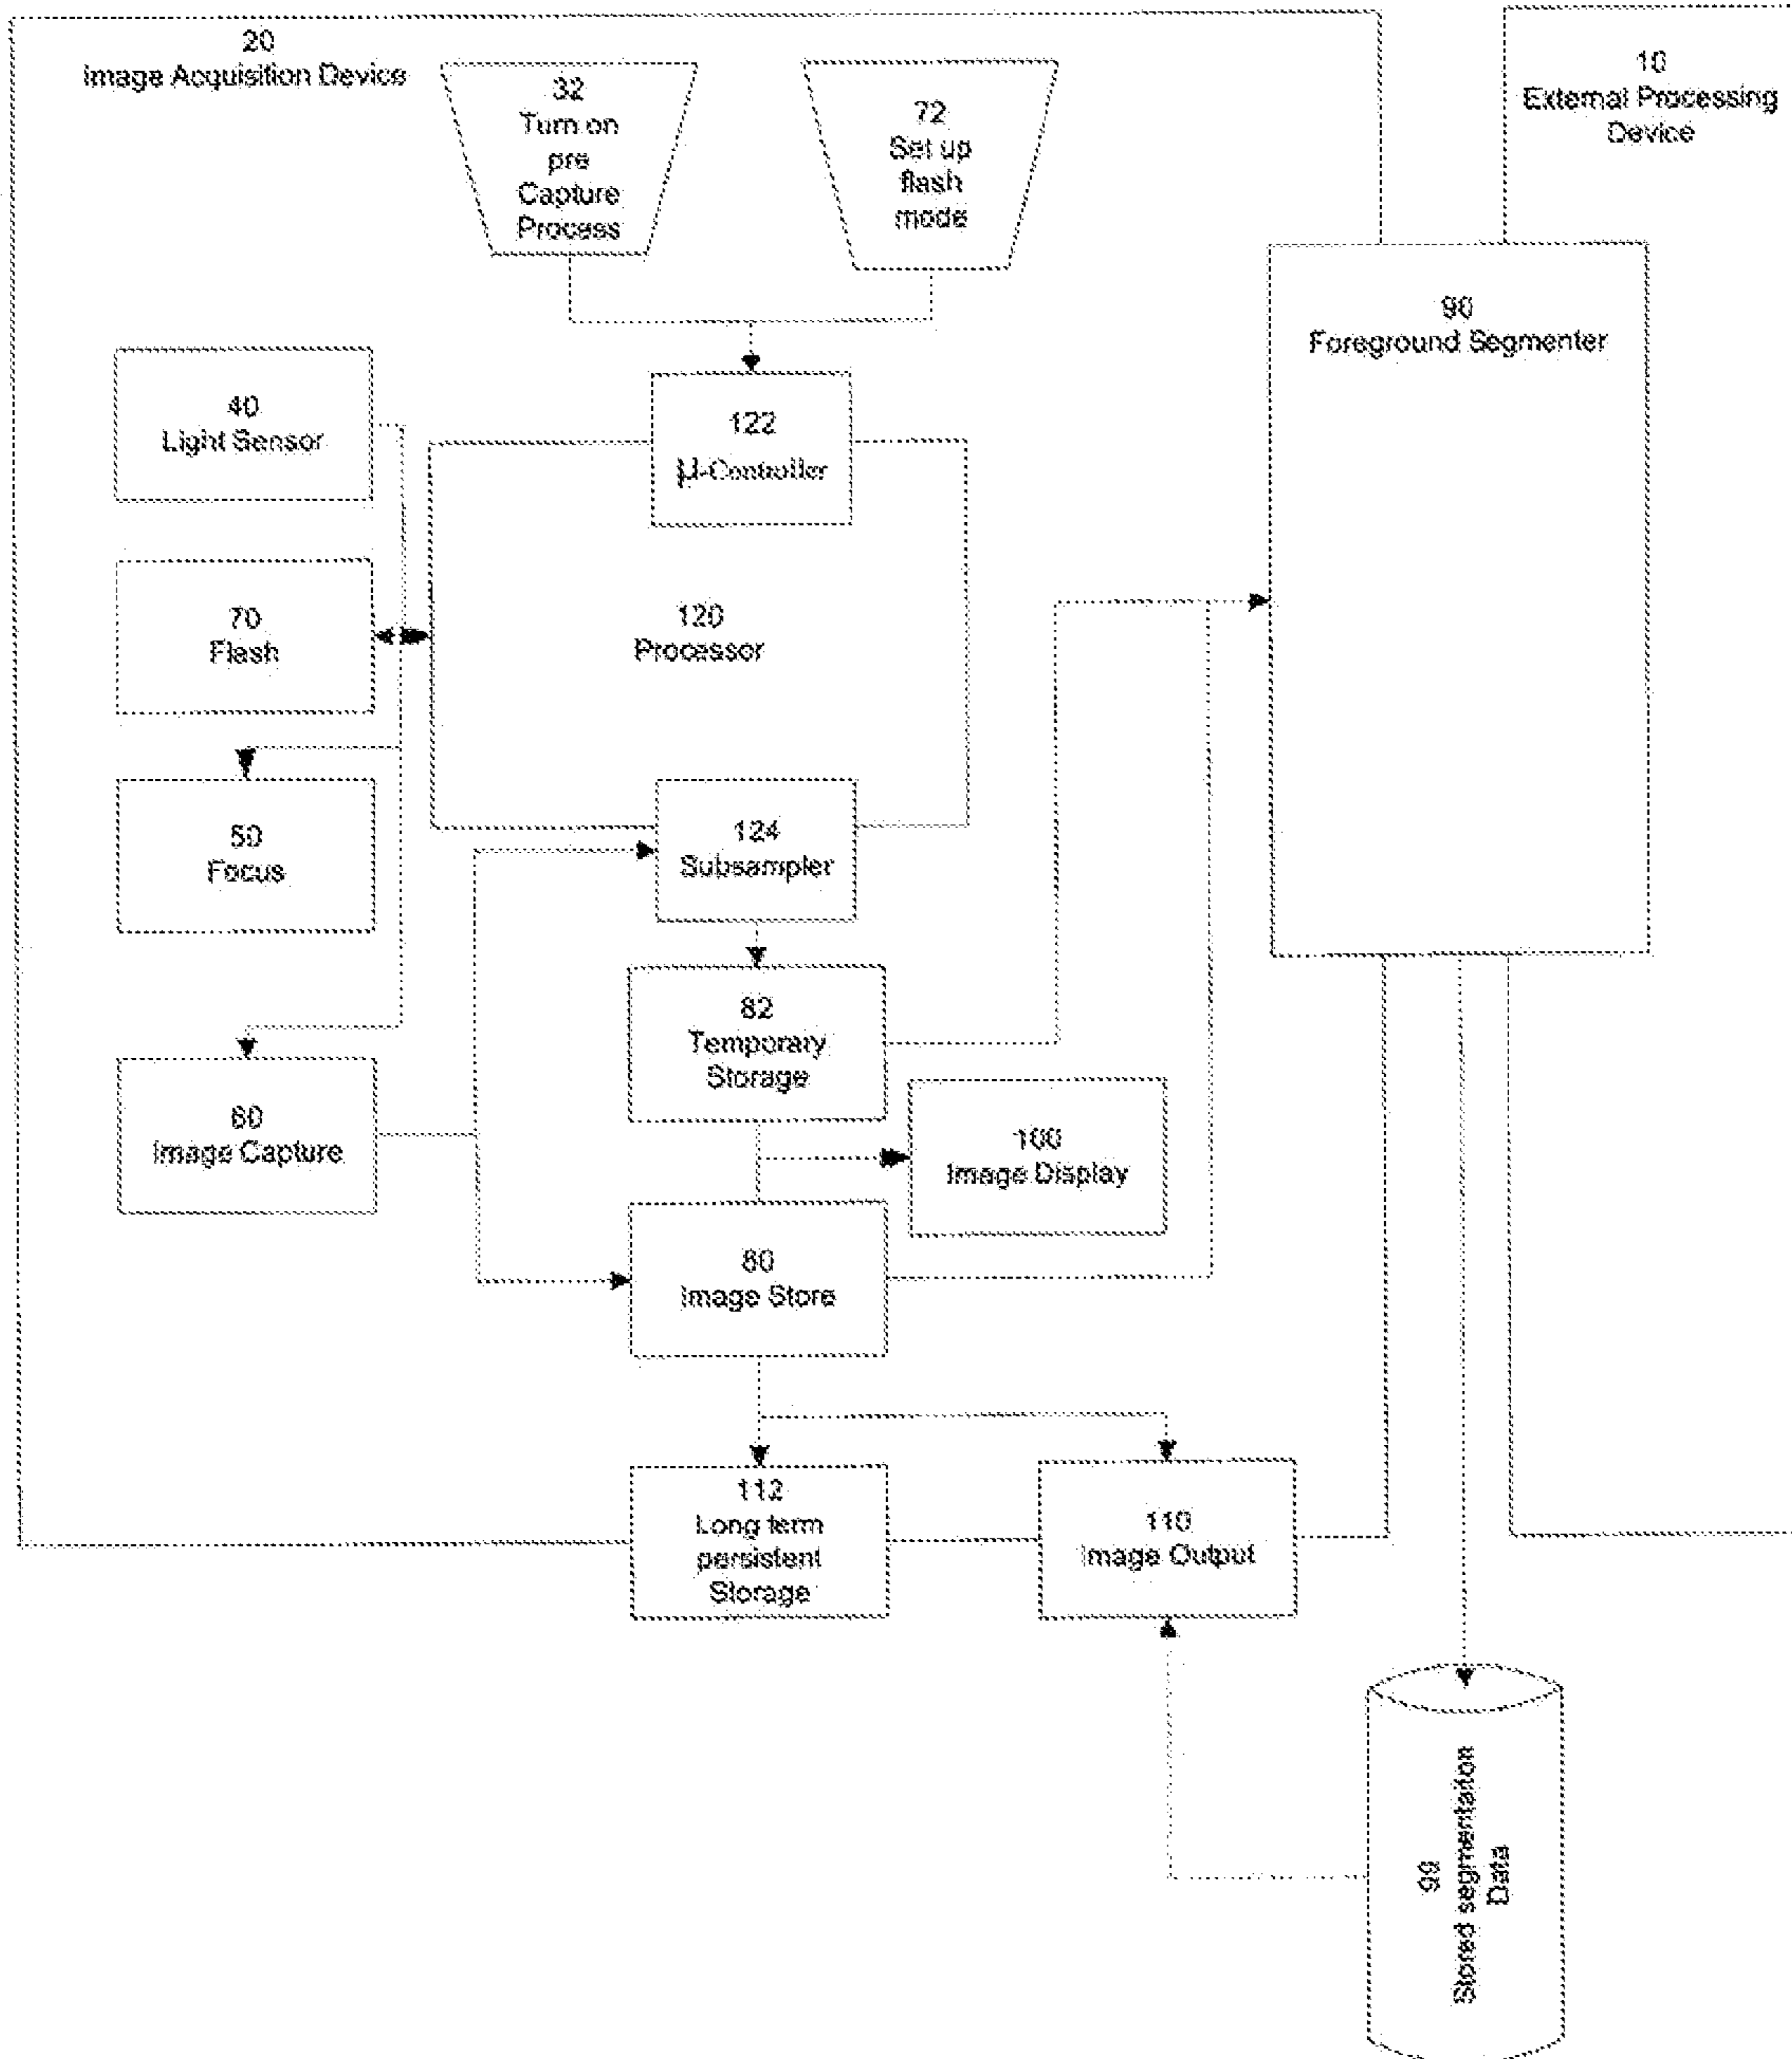 20
Image Acquisition Device
32
Turn on
pre
Capture
Process
72
Set up
flash
mode
10
External Processing
Device
90
Foreground Segmenter
40
Light Sensor
122
μ-Controller
70
Flash
120
Processor
50
Focus
124
Subsampler
82
Temporary
Storage
60
Image Capture
100
Image Display
80
Image Store
112
Long term
persistent
Storage
110
Image Output
99
Stored segmentaiton
Data